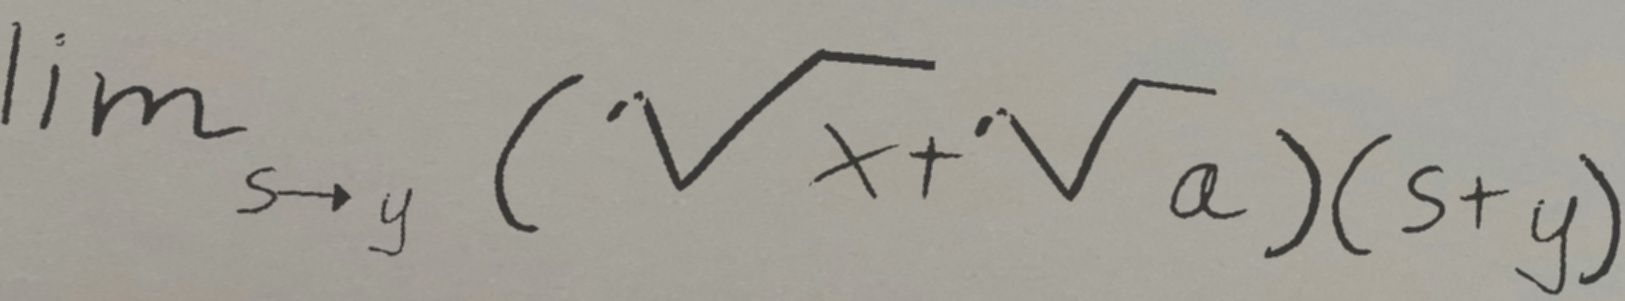 lim_{s→y} (√x + √a)(s+y)